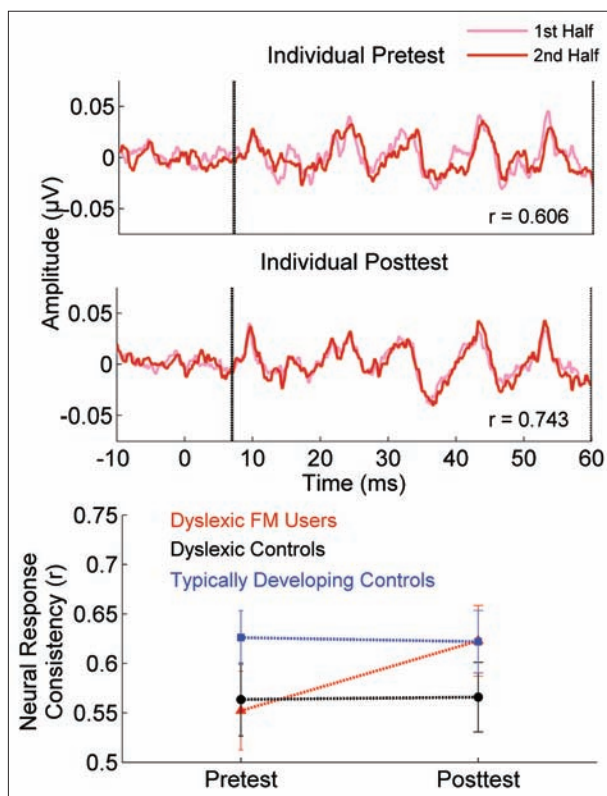 1st Half
2nd Half
Individual Pretest
0.05
0
-0.05
r = 0.606
Individual Posttest
Amplitude (µV)
0.05
0
-0.05
r = 0.743
-10 0 10 20 30 40 50 60
Time (ms)
0.75
0.7
0.65
0.6
0.55
0.5
Neural Response
Consistency (r)
Dyslexic FM Users
Dyslexic Controls
Typically Developing Controls
Pretest Posttest